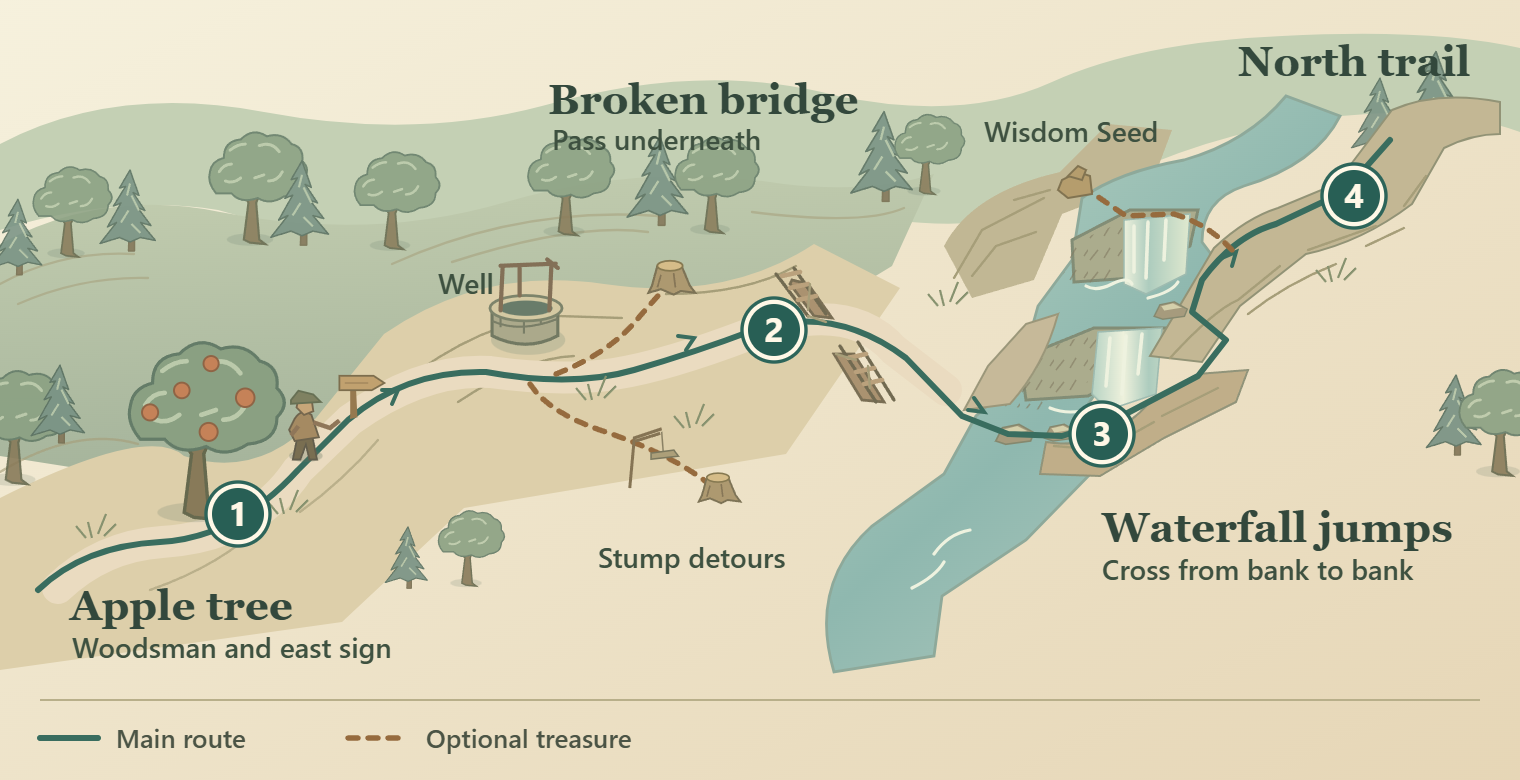 North trail
Broken bridge
Pass underneath
Wisdom Seed
4
Well
2
3
1
Waterfall jumps
Cross from bank to bank
Stump detours
Apple tree
Woodsman and east sign
Main route
Optional treasure